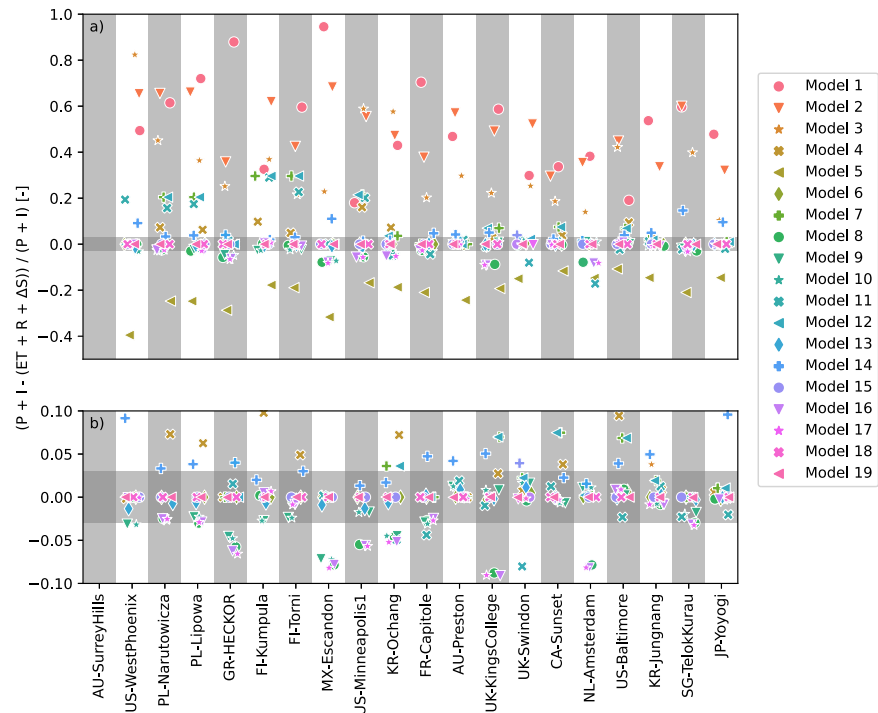 a)
1.0
0.8
0.6
0.4
0.2
0.0
−0.2
−0.4
(P + I - (ET + R + ΔS)) / (P + I) [-]
b)
0.10
0.05
0.00
−0.05
−0.10
AU-SurreyHills
US-WestPhoenix
PL-Narutowicza
PL-Lipowa
GR-HECKOR
FI-Kumpula
FI-Torni
MX-Escandon
US-Minneapolis1
KR-Ochang
FR-Capitole
AU-Preston
UK-KingsCollege
UK-Swindon
CA-Sunset
NL-Amsterdam
US-Baltimore
KR-Jungnang
SG-TelokKurau
JP-Yoyogi
Model 1
Model 2
Model 3
Model 4
Model 5
Model 6
Model 7
Model 8
Model 9
Model 10
Model 11
Model 12
Model 13
Model 14
Model 15
Model 16
Model 17
Model 18
Model 19